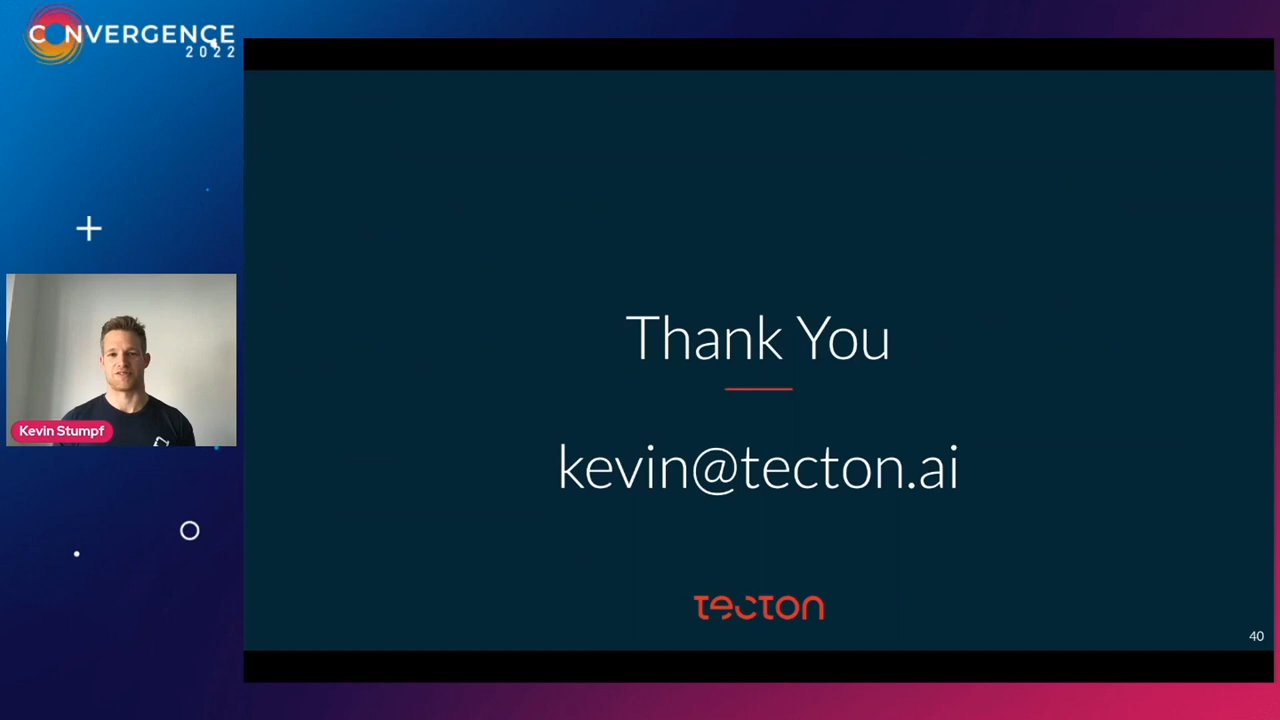 CONVERGENCE
2022
Thank You
kevin@tecton.ai
Kevin Stumpf
tecton
40